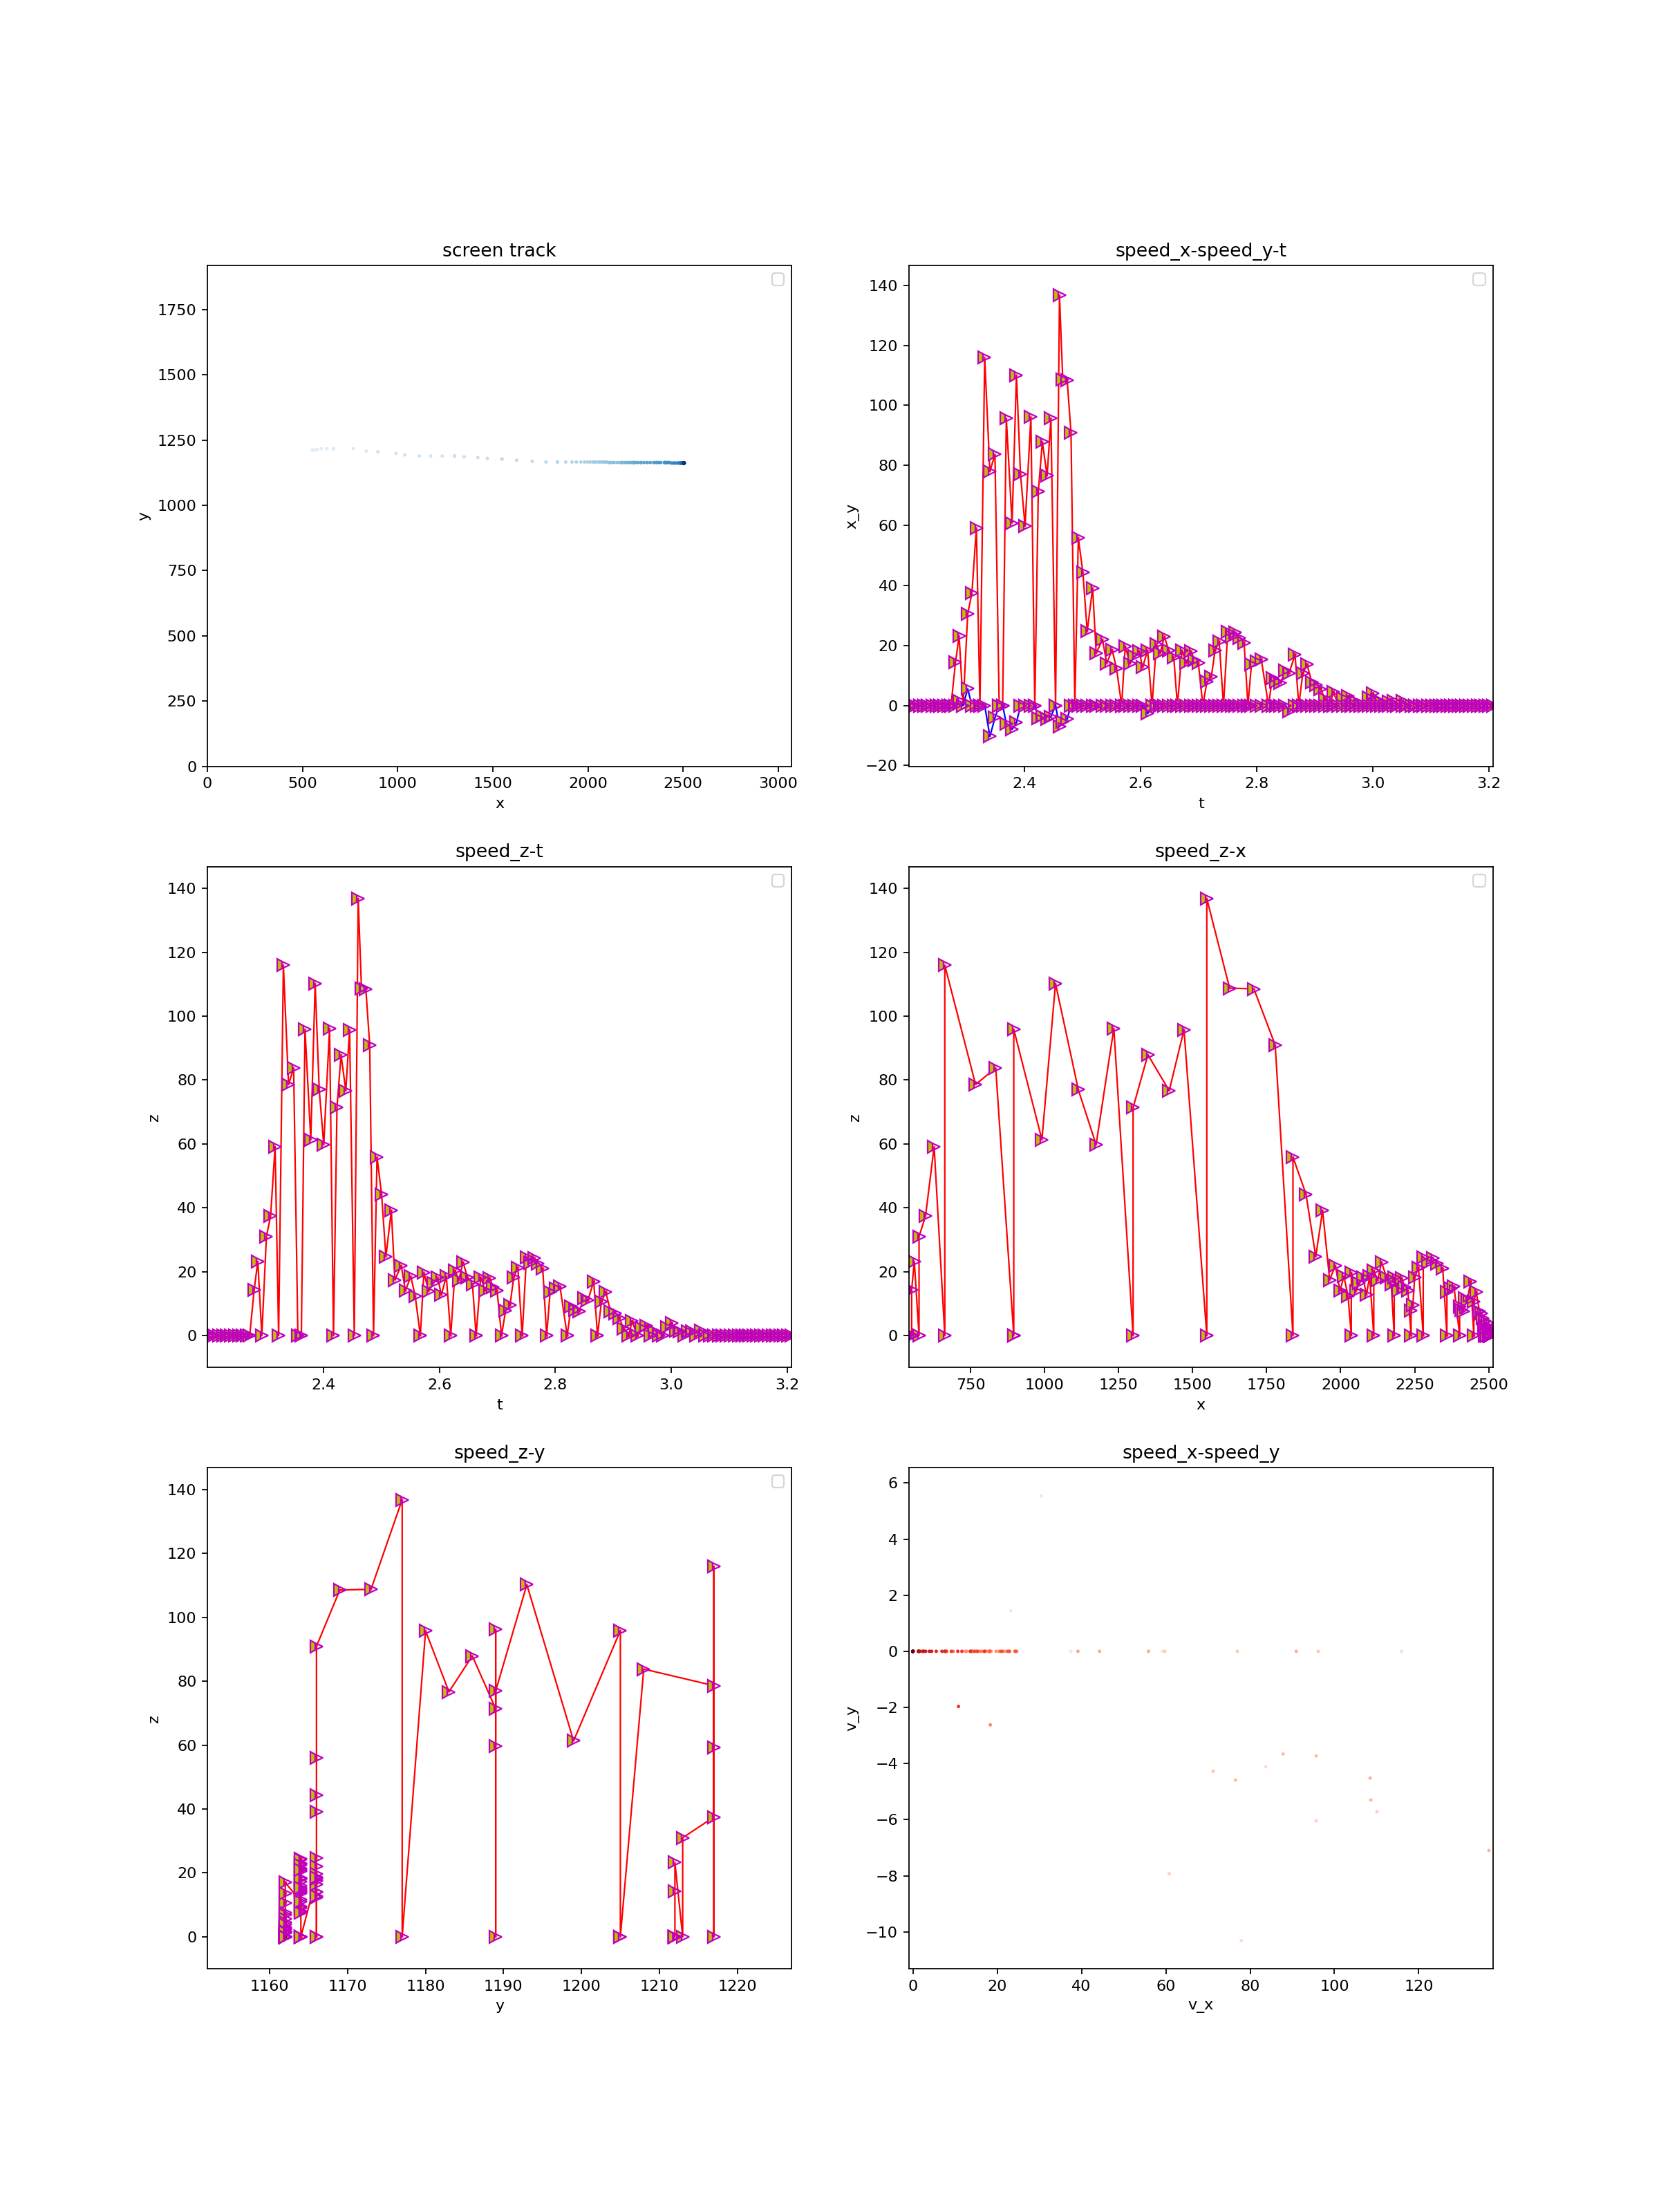 screen track
speed_x-speed_y-t
1750
1500
1250
1000
750
500
250
0
y
0 500 1000 1500 2000 2500 3000
x
140
120
100
80
60
40
20
0
−20
x_y
2.4 2.6 2.8 3.0 3.2
t
speed_z-t
speed_z-x
140
120
100
80
60
40
20
0
z
2.4 2.6 2.8 3.0 3.2
t
140
120
100
80
60
40
20
0
z
750 1000 1250 1500 1750 2000 2250 2500
x
speed_z-y
speed_x-speed_y
140
120
100
80
60
40
20
0
z
1160 1170 1180 1190 1200 1210 1220
y
6
4
2
0
−2
−4
−6
−8
−10
v_y
0 20 40 60 80 100 120
v_x